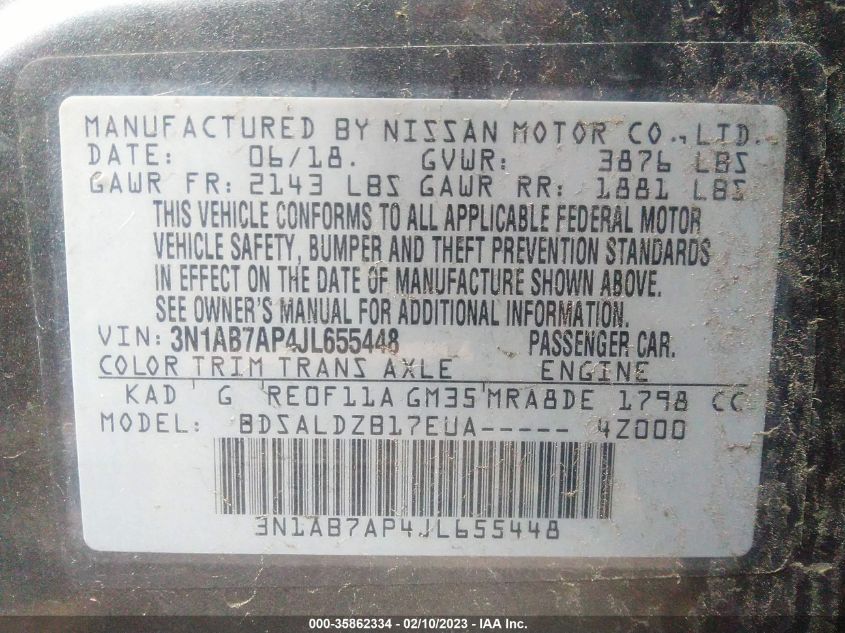 MANUFACTURED BY NISSAN MOTOR CO., LTD.
DATE: 06/18. GVWR: 3876 LBS
GAWR FR: 2143 LBS GAWR RR: 1881 LBS
THIS VEHICLE CONFORMS TO ALL APPLICABLE FEDERAL MOTOR
VEHICLE SAFETY, BUMPER AND THEFT PREVENTION STANDARDS
IN EFFECT ON THE DATE OF MANUFACTURE SHOWN ABOVE.
SEE OWNER'S MANUAL FOR ADDITIONAL INFORMATION.
VIN: 3N1AB7AP4JL655448 PASSENGER CAR.
COLOR TRIM TRANS AXLE ENGINE
KAD G RE0F11A GM35 MRA8DE 1798 CC
MODEL: BDSALDZB17EUA----- 4Z000
3N1AB7AP4JL655448
000-35862334 - 02/10/2023 - IAA Inc.